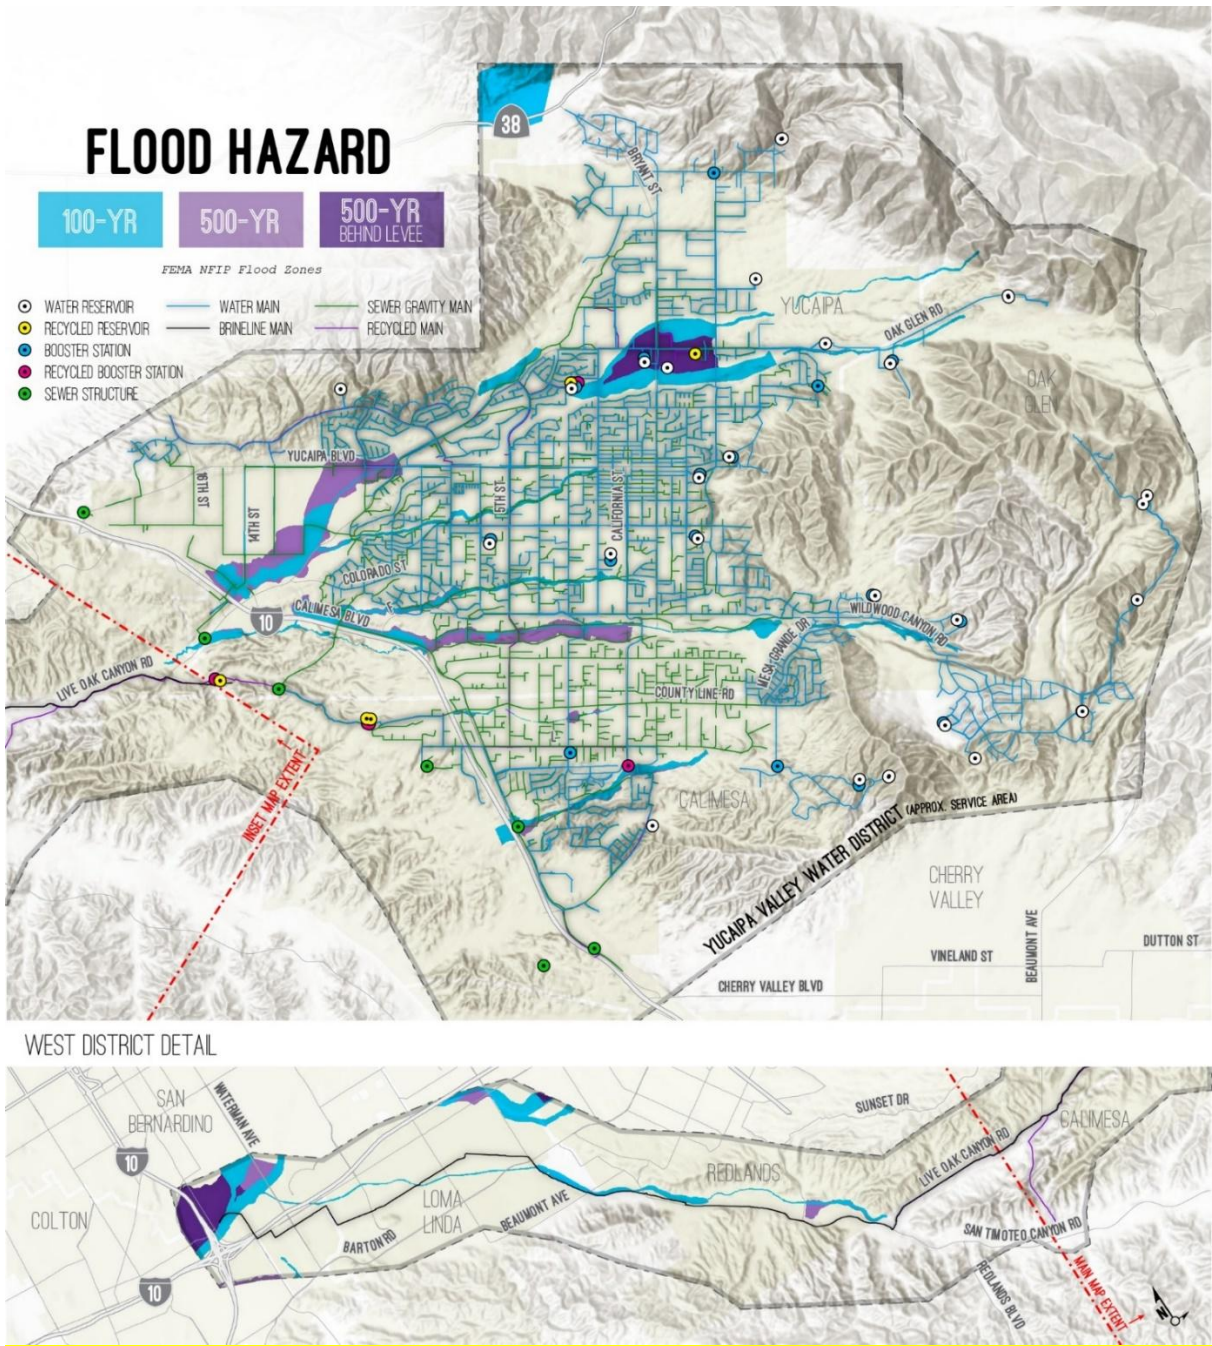 38
FLOOD HAZARD
100-YR
500-YR
500-YR
BEHIND LEVEE
FEMA NFIP Flood Zones
WATER RESERVOIR
WATER MAIN
SEWER GRAVITY MAIN
RECYCLED RESERVOIR
BRINELINE MAIN
RECYCLED MAIN
BOOSTER STATION
RECYCLED BOOSTER STATION
SEWER STRUCTURE
BRYANT ST
YUCAIPA
OAK GLEN RD
OAK
GLEN
YUCAIPA BLVD
16TH ST
14TH ST
5TH ST
CALIFORNIA ST
COLORADO ST
CALIMESA BLVD
10
WILDWOOD CANYON RD
MESA GRANDE DR
LIVE OAK CANYON RD
COUNTY LINE RD
INSET MAP EXTENT
CALIMESA
YUCAIPA VALLEY WATER DISTRICT (APPROX. SERVICE AREA)
CHERRY
VALLEY
BEAUMONT AVE
DUTTON ST
VINELAND ST
CHERRY VALLEY BLVD
WEST DISTRICT DETAIL
SAN
BERNARDINO
WATERMAN AVE
SUNSET DR
CALIMESA
10
LIVE OAK CANYON RD
REDLANDS
COLTON
LOMA
LINDA
BEAUMONT AVE
BARTON RD
SAN TIMOTEO CANYON RD
REDLANDS BLVD
MAIN MAP EXTENT
10
N